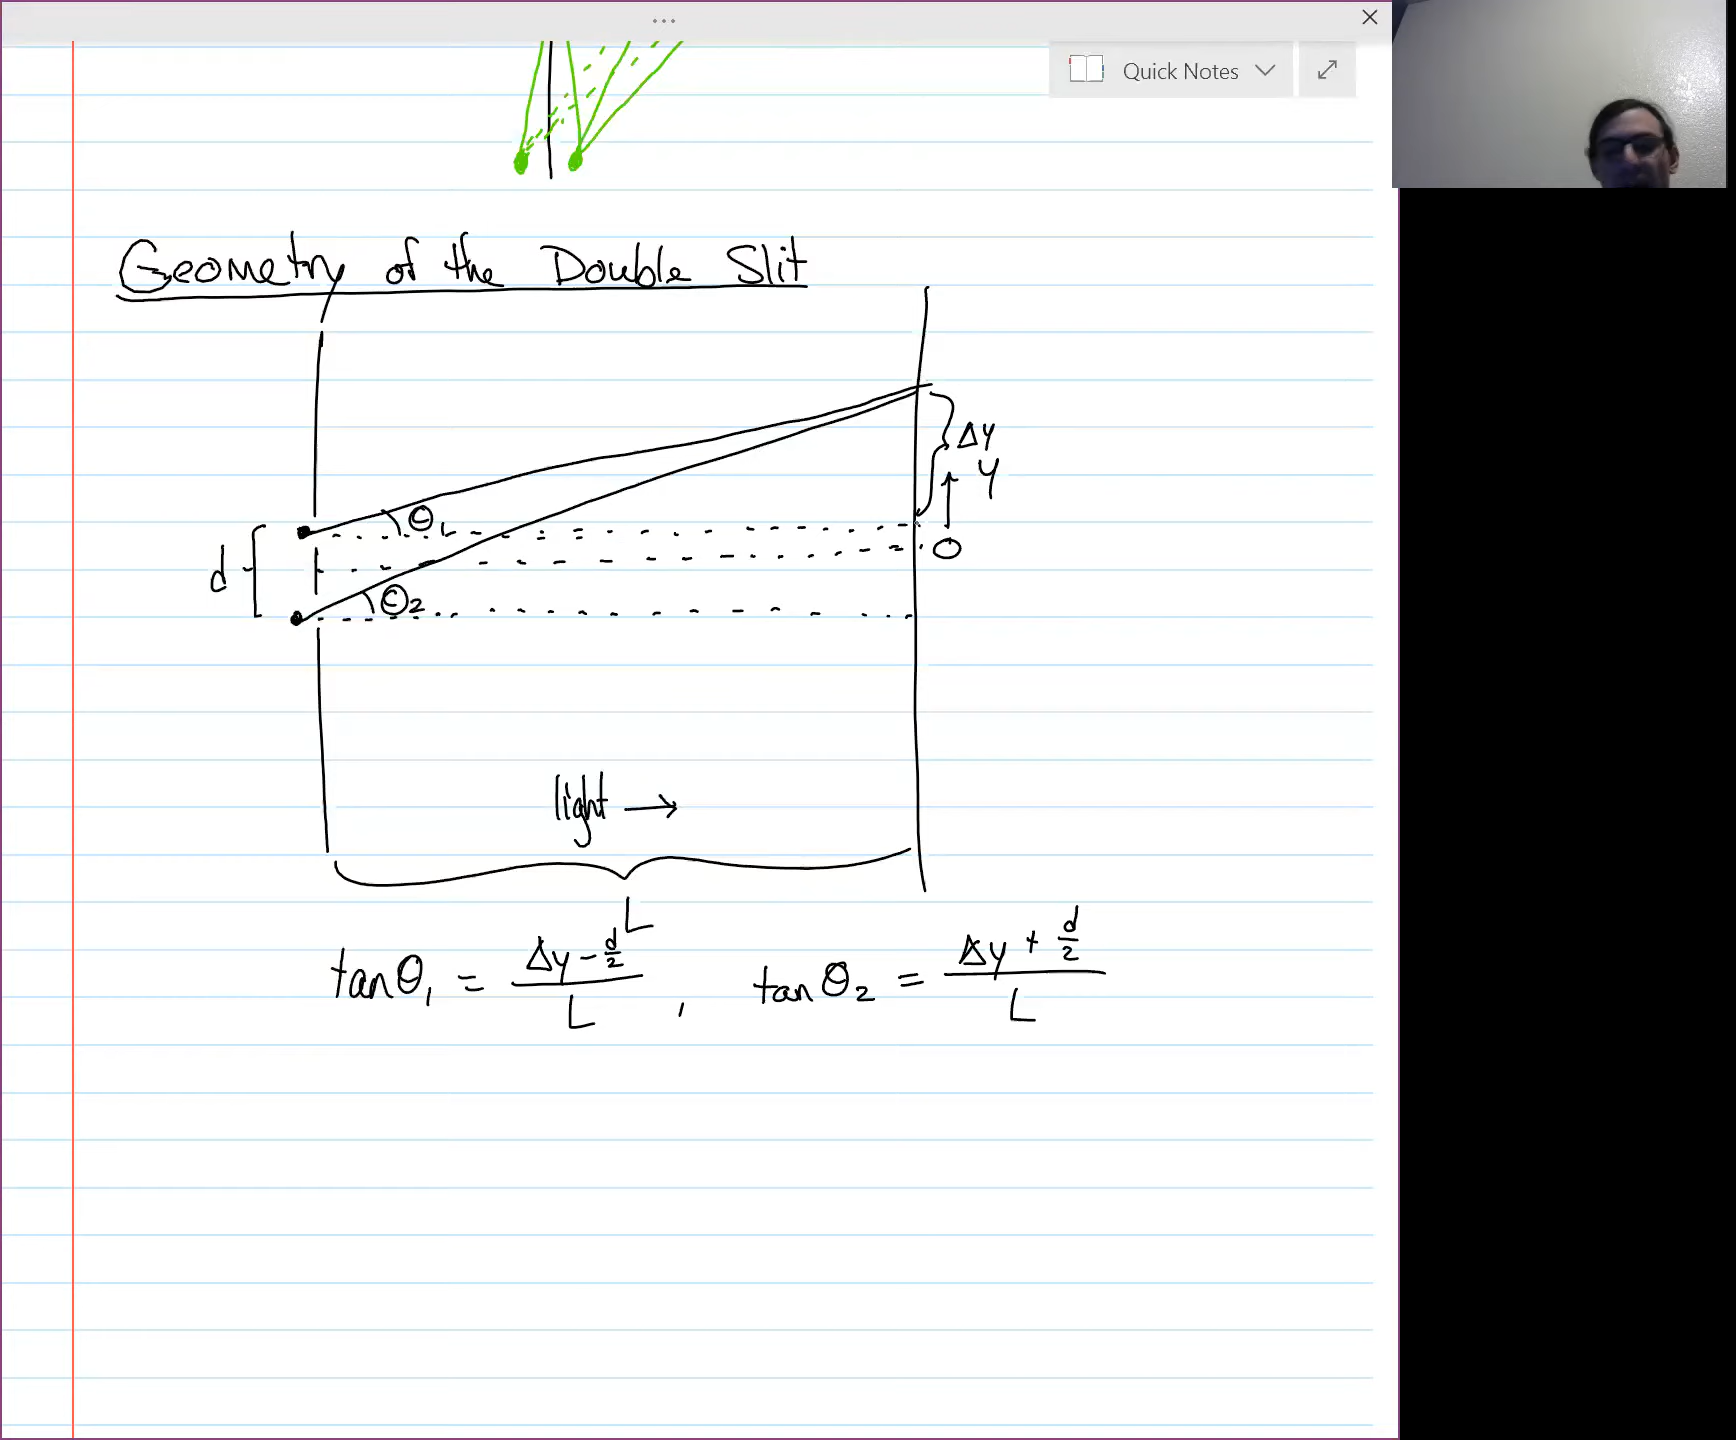 Quick Notes
Geometry of the Double Slit
Δy
y
θ₁
0
d
θ₂
light →
L
tanθ₁ = (Δy - d/2)/L , tanθ₂ = (Δy + d/2)/L